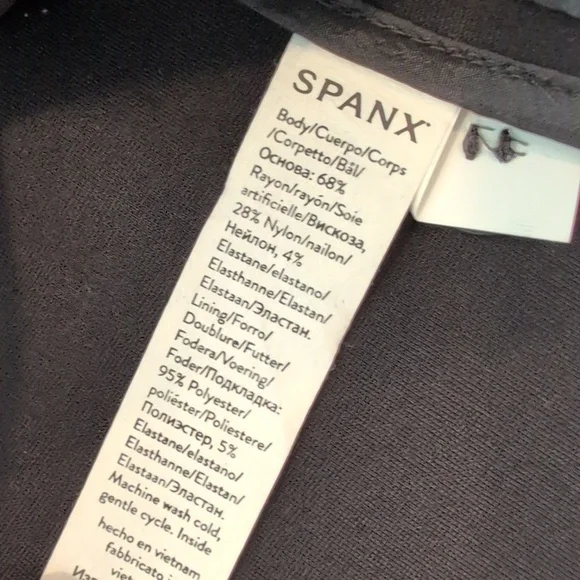 SPANX
Body/Cuerpo/Corps
/Corpetto/Bål/
Основа: 68%
Rayon/rayón/Soie
artificielle/Вискоза,
28% Nylon/nailon/
Нейлон, 4%
Elastane/elastano/
Elasthanne/Elastan/
Elastaan/Эластан.
Lining/Forro/
Doublure/Futter/
Fodera/Voering/
Foder/Подкладка:
95% Polyester/
poliéster/Poliestere/
Полиэстер, 5%
Elastane/elastano/
Elasthanne/Elastan/
Elastaan/Эластан.
Machine wash cold,
gentle cycle. Inside
hecho en vietnam
fabbricato